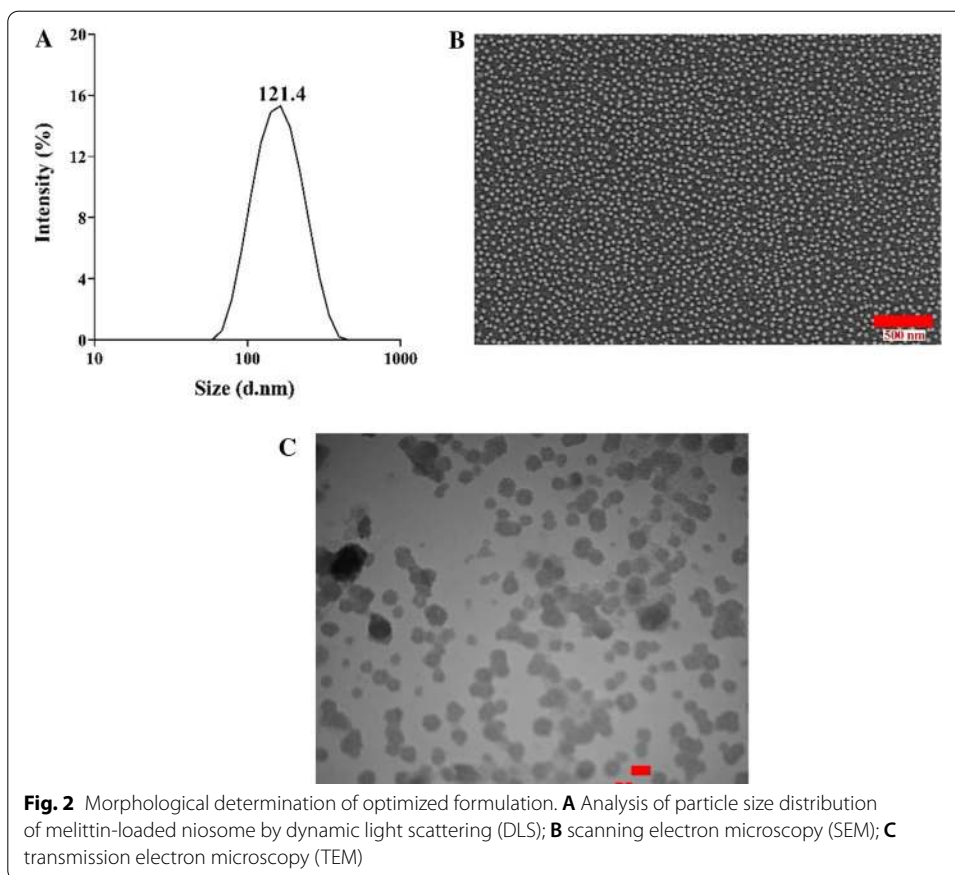 A
20
121.4
16
12
8
4
0
Intensity (%)
10
100
1000
Size (d.nm)
B
500 nm
C
Fig. 2 Morphological determination of optimized formulation. A Analysis of particle size distribution
of melittin-loaded niosome by dynamic light scattering (DLS); B scanning electron microscopy (SEM); C
transmission electron microscopy (TEM)